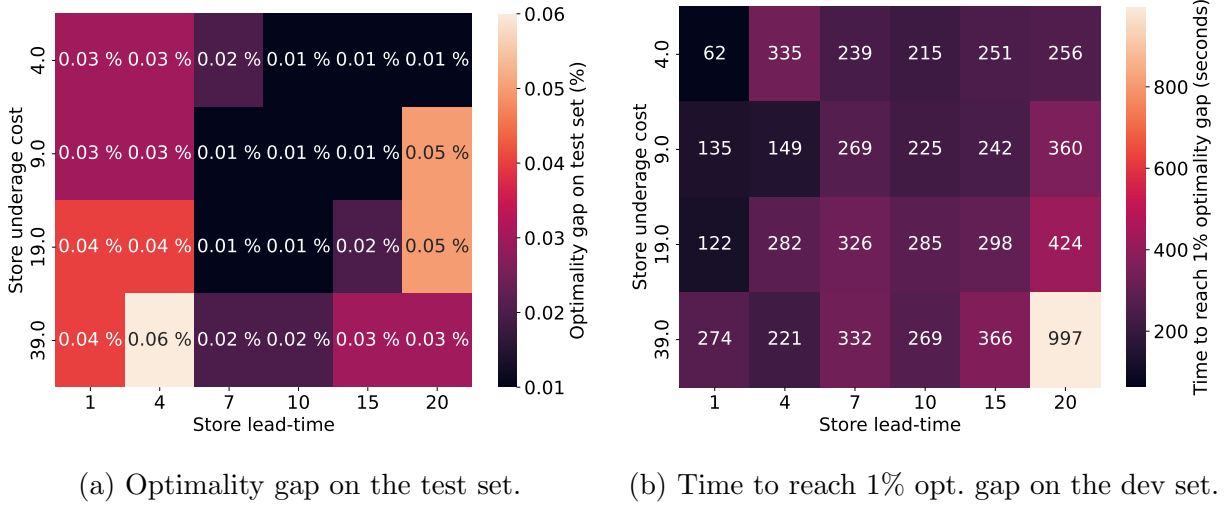 4.0 0.03 % 0.03 % 0.02 % 0.01 % 0.01 % 0.01 %
9.0 0.03 % 0.03 % 0.01 % 0.01 % 0.01 % 0.05 %
19.0 0.04 % 0.04 % 0.01 % 0.01 % 0.02 % 0.05 %
39.0 0.04 % 0.06 % 0.02 % 0.02 % 0.03 % 0.03 %
1 4 7 10 15 20
Store lead-time
Store underage cost
0.06
0.05
0.04
0.03
0.02
0.01
Optimality gap on test set (%)
(a) Optimality gap on the test set.
4.0 62 335 239 215 251 256
9.0 135 149 269 225 242 360
19.0 122 282 326 285 298 424
39.0 274 221 332 269 366 997
1 4 7 10 15 20
Store lead-time
Store underage cost
800
600
400
200
Time to reach 1% optimality gap (seconds)
(b) Time to reach 1% opt. gap on the dev set.